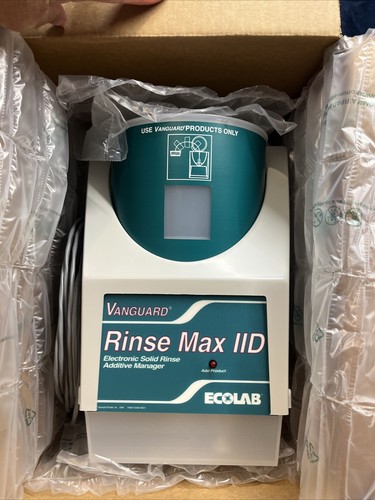 USE VANGUARD PRODUCTS ONLY
VANGUARD®
Rinse Max IID
Electronic Solid Rinse
Additive Manager
Add Product
ECOLAB®